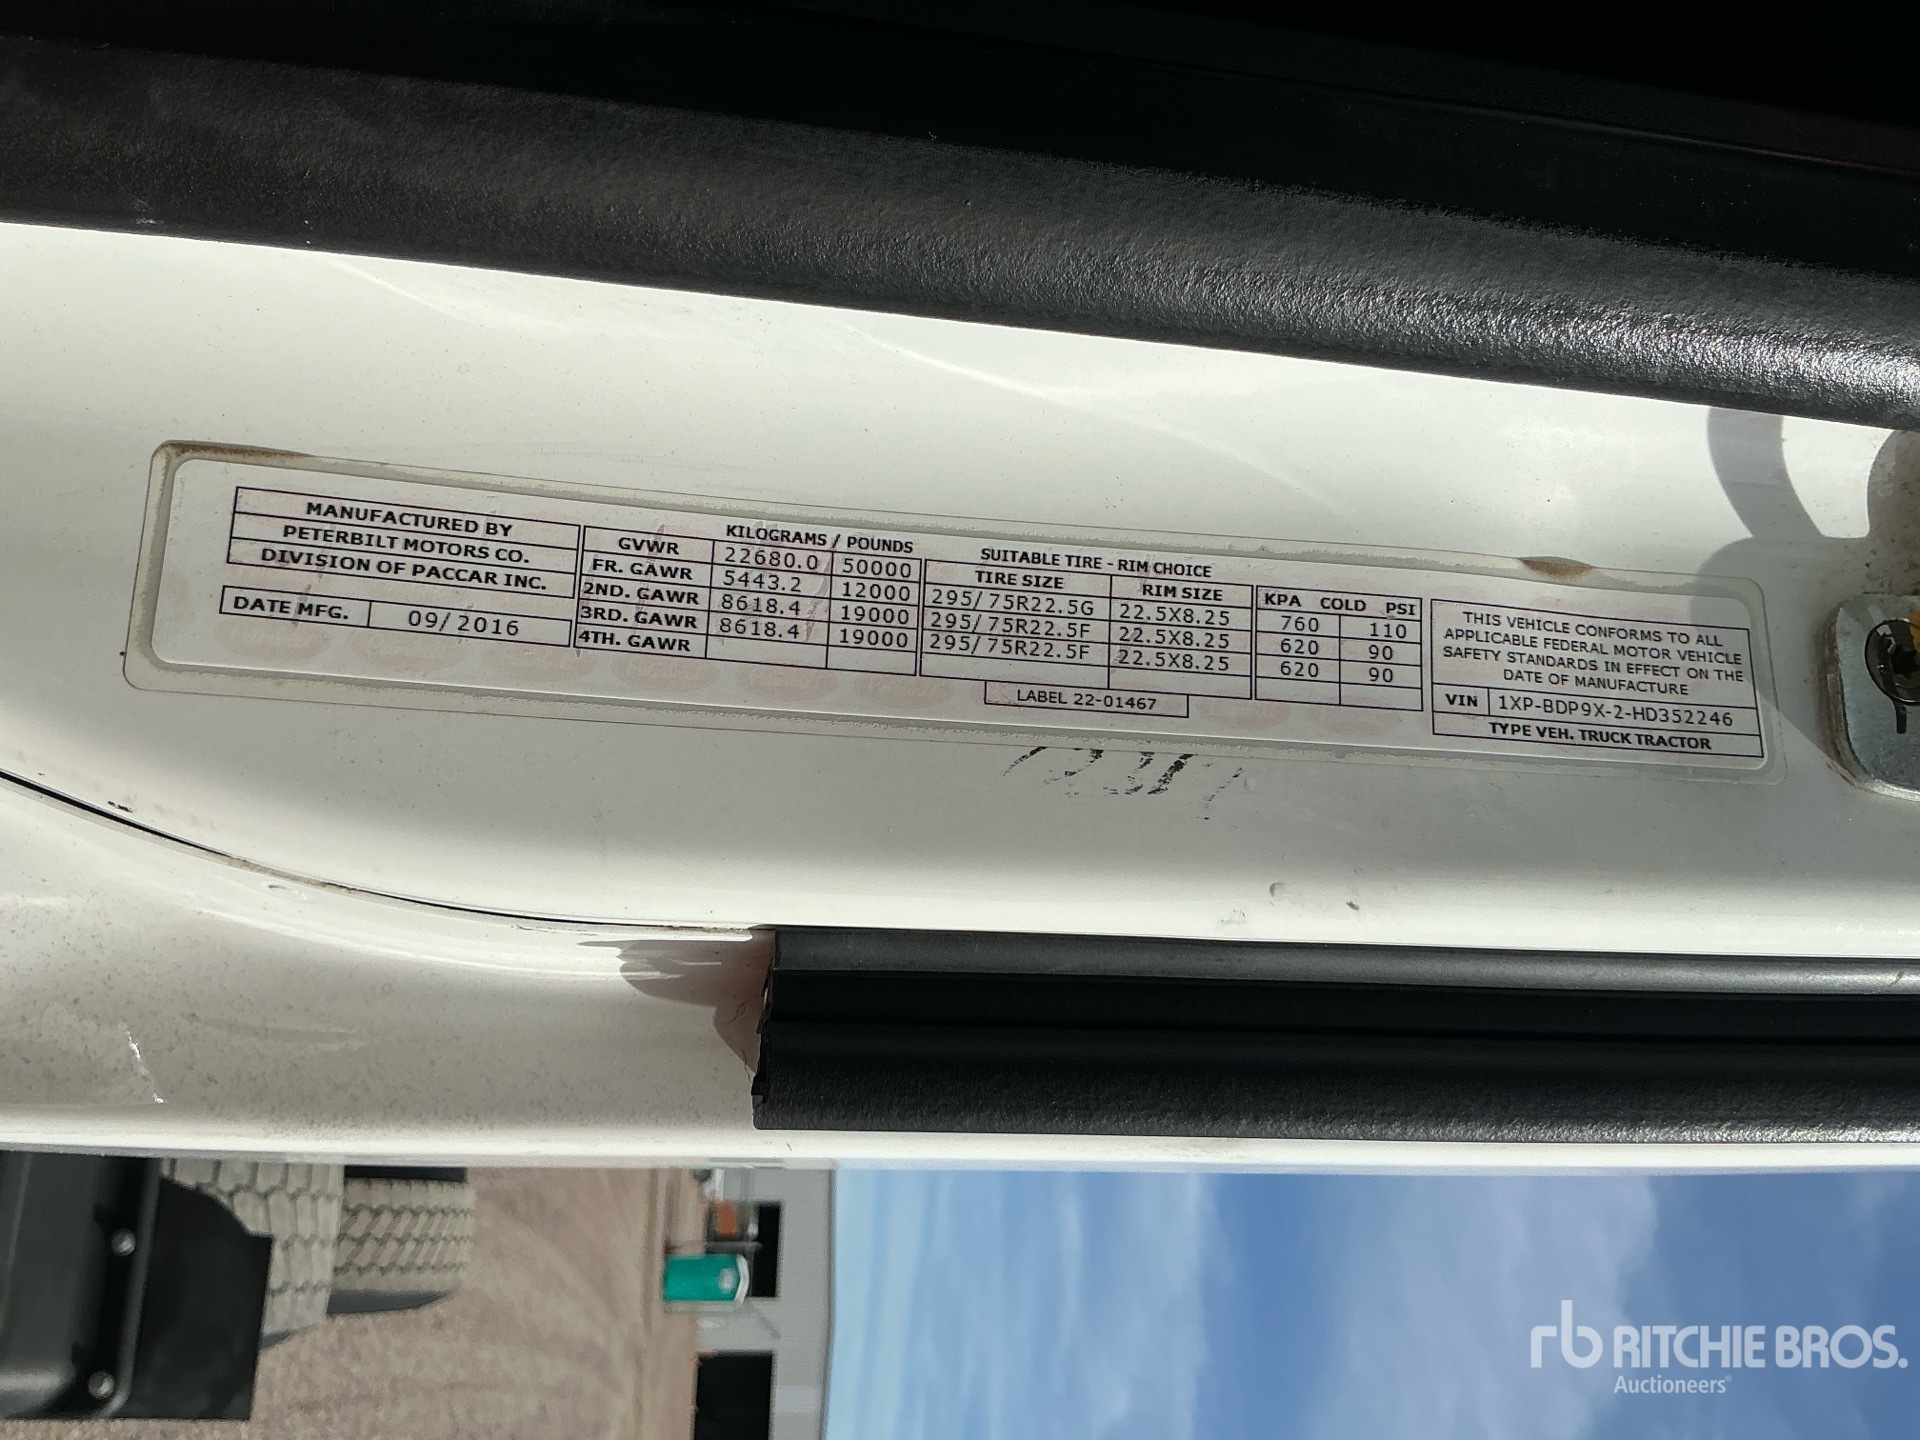 MANUFACTURED BY
PETERBILT MOTORS CO.
DIVISION OF PACCAR INC.
DATE MFG. 09/2016
KILOGRAMS / POUNDS
GVWR 22680.0 50000
FR. GAWR 5443.2 12000
2ND. GAWR 8618.4 19000
3RD. GAWR 8618.4 19000
4TH. GAWR
SUITABLE TIRE - RIM CHOICE
TIRE SIZE RIM SIZE
295/75R22.5G 22.5X8.25
295/75R22.5F 22.5X8.25
295/75R22.5F 22.5X8.25
KPA COLD PSI
760 110
620 90
620 90
LABEL 22-01467
THIS VEHICLE CONFORMS TO ALL
APPLICABLE FEDERAL MOTOR VEHICLE
SAFETY STANDARDS IN EFFECT ON THE
DATE OF MANUFACTURE
VIN 1XP-BDP9X-2-HD352246
TYPE VEH. TRUCK TRACTOR
rb RITCHIE BROS.
Auctioneers